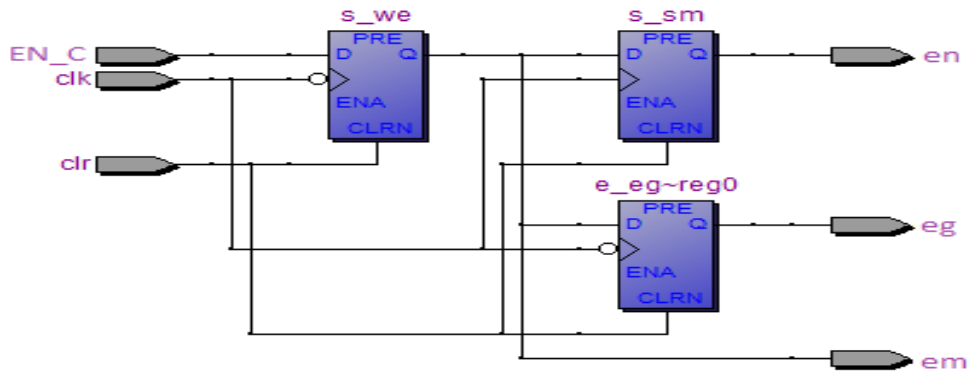 s_we
s_sm
EN_C
PRE
D
Q
ENA
CLRN
PRE
D
Q
ENA
CLRN
en
clk
clr
e_eg~reg0
PRE
D
Q
ENA
CLRN
eg
em